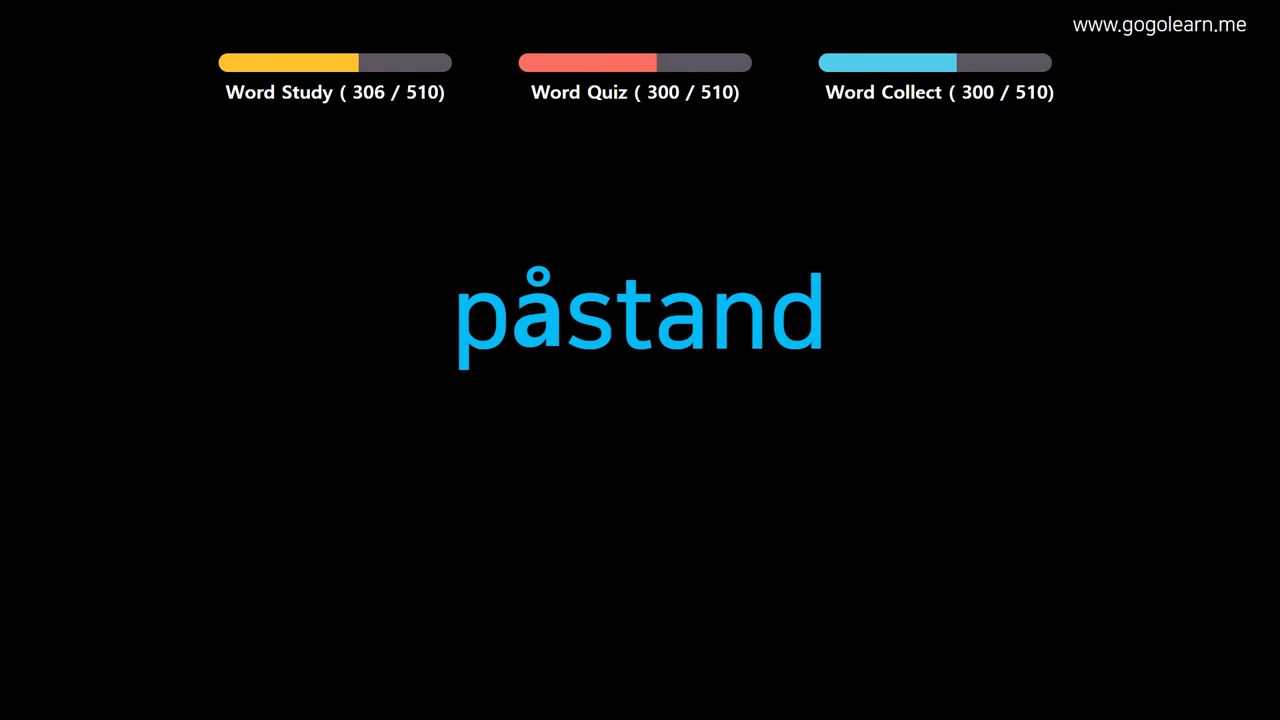 www.gogolearn.me
Word Study ( 306 / 510)
Word Quiz ( 300 / 510)
Word Collect ( 300 / 510)
påstand